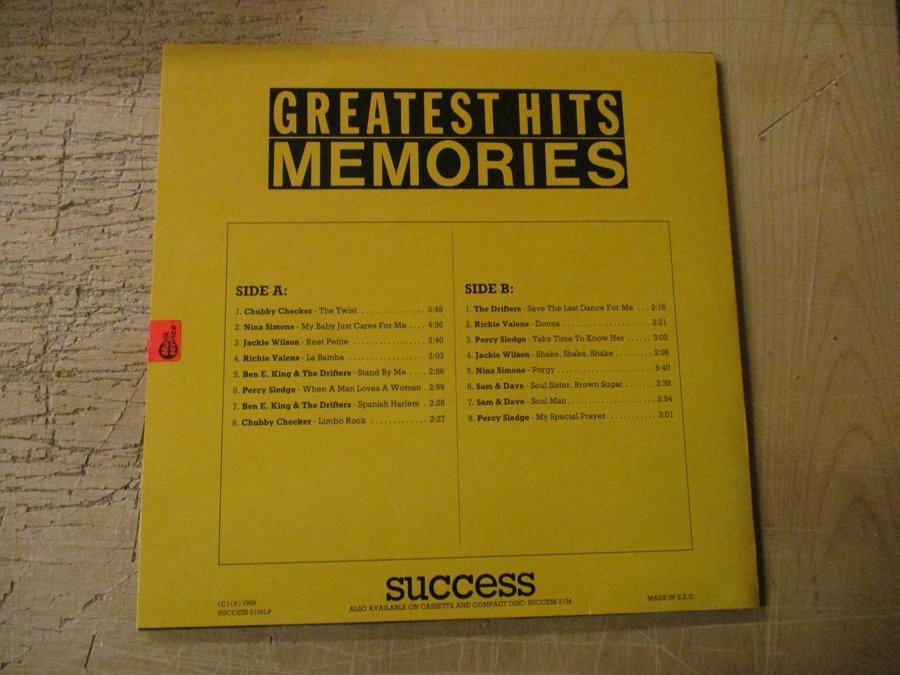 GREATEST HITS
MEMORIES
SIDE A:
1. Chubby Checker - The Twist ............... 3:49
2. Nina Simone - My Baby Just Cares For Me .... 4:36
3. Jackie Wilson - Reet Petite ................... 2:40
4. Richie Valens - La Bamba .................... 2:03
5. Ben E. King & The Drifters - Stand By Me .... 2:56
6. Percy Sledge - When A Man Loves A Woman . 2:59
7. Ben E. King & The Drifters - Spanish Harlem . 2:28
8. Chubby Checker - Limbo Rock .............. 2:27
SIDE B:
1. The Drifters - Save The Last Dance For Me ... 2:16
2. Richie Valens - Donna ...................... 2:21
3. Percy Sledge - Take Time To Know Her ....... 3:02
4. Jackie Wilson - Shake, Shake, Shake ......... 2:08
5. Nina Simone - Porgy ........................ 5:40
6. Sam & Dave - Soul Sister, Brown Sugar ....... 2:38
7. Sam & Dave - Soul Man ..................... 2:54
8. Percy Sledge - My Special Prayer ............ 3:01
Muziek
service
success
(C) (P) 1989
SUCCESS 2104LP
ALSO AVAILABLE ON CASSETTE AND COMPACT DISC: SUCCESS 2104
MADE IN E.E.C.